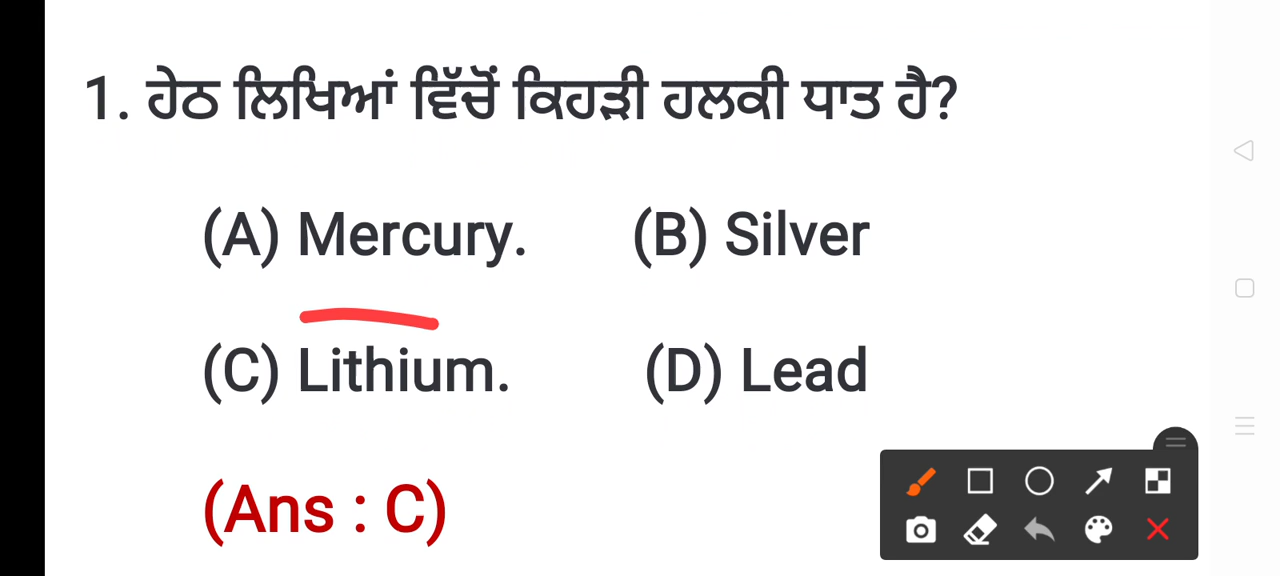 1. ਹੇਠ ਲਿਖਿਆਂ ਵਿੱਚੋਂ ਕਿਹੜੀ ਹਲਕੀ ਧਾਤ ਹੈ?
(A) Mercury. (B) Silver
(C) Lithium. (D) Lead
(Ans : C)